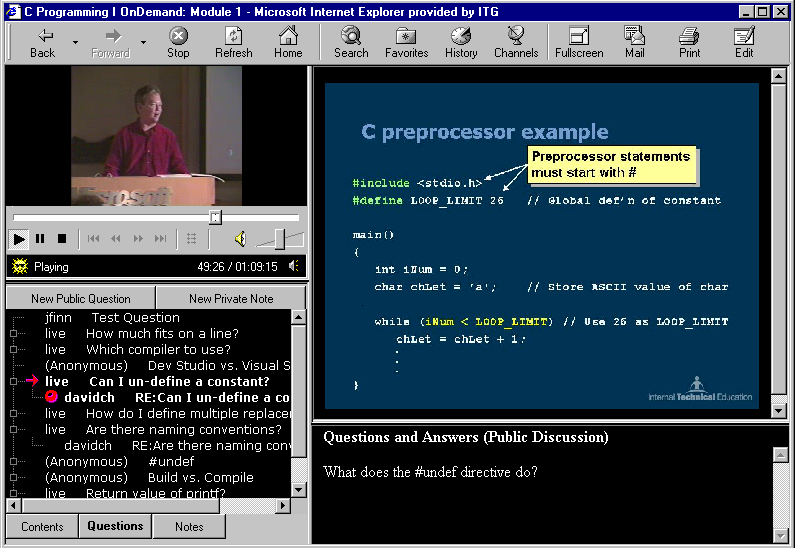 C Programming I OnDemand: Module 1 - Microsoft Internet Explorer provided by ITG
Back
Forward
Stop
Refresh
Home
Search
Favorites
History
Channels
Fullscreen
Mail
Print
Edit
Microsoft
Playing
49:26 / 01:09:15
New Public Question
New Private Note
jfinn Test Question
live How much fits on a line?
live Which compiler to use?
(Anonymous) Dev Studio vs. Visual S
live Can I un-define a constant?
davidch RE:Can I un-define a co
live How do I define multiple replacer
live Are there naming conventions?
davidch RE:Are there naming conv
(Anonymous) #undef
(Anonymous) Build vs. Compile
live Return value of printf?
Contents
Questions
Notes
C preprocessor example
Preprocessor statements
must start with #
#include <stdio.h>
#define LOOP_LIMIT 26 // Global def'n of constant
main()
{
int iNum = 0;
char chLet = 'a'; // Store ASCII value of char
while (iNum < LOOP_LIMIT) // Use 26 as LOOP_LIMIT
chLet = chLet + 1;
.
.
.
}
Internal Technical Education
Questions and Answers (Public Discussion)
What does the #undef directive do?